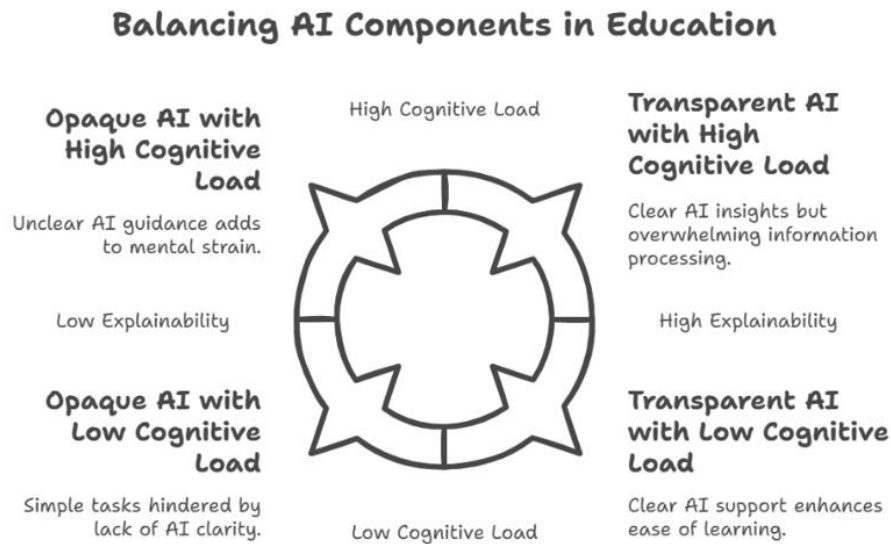 Balancing AI Components in Education
High Cognitive Load
Opaque AI with
High Cognitive
Load
Unclear AI guidance adds
to mental strain.
Transparent AI
with High
Cognitive Load
Clear AI insights but
overwhelming information
processing.
Low Explainability
High Explainability
Opaque AI with
Low Cognitive
Load
Simple tasks hindered by
lack of AI clarity.
Transparent AI
with Low Cognitive
Load
Clear AI support enhances
ease of learning.
Low Cognitive Load